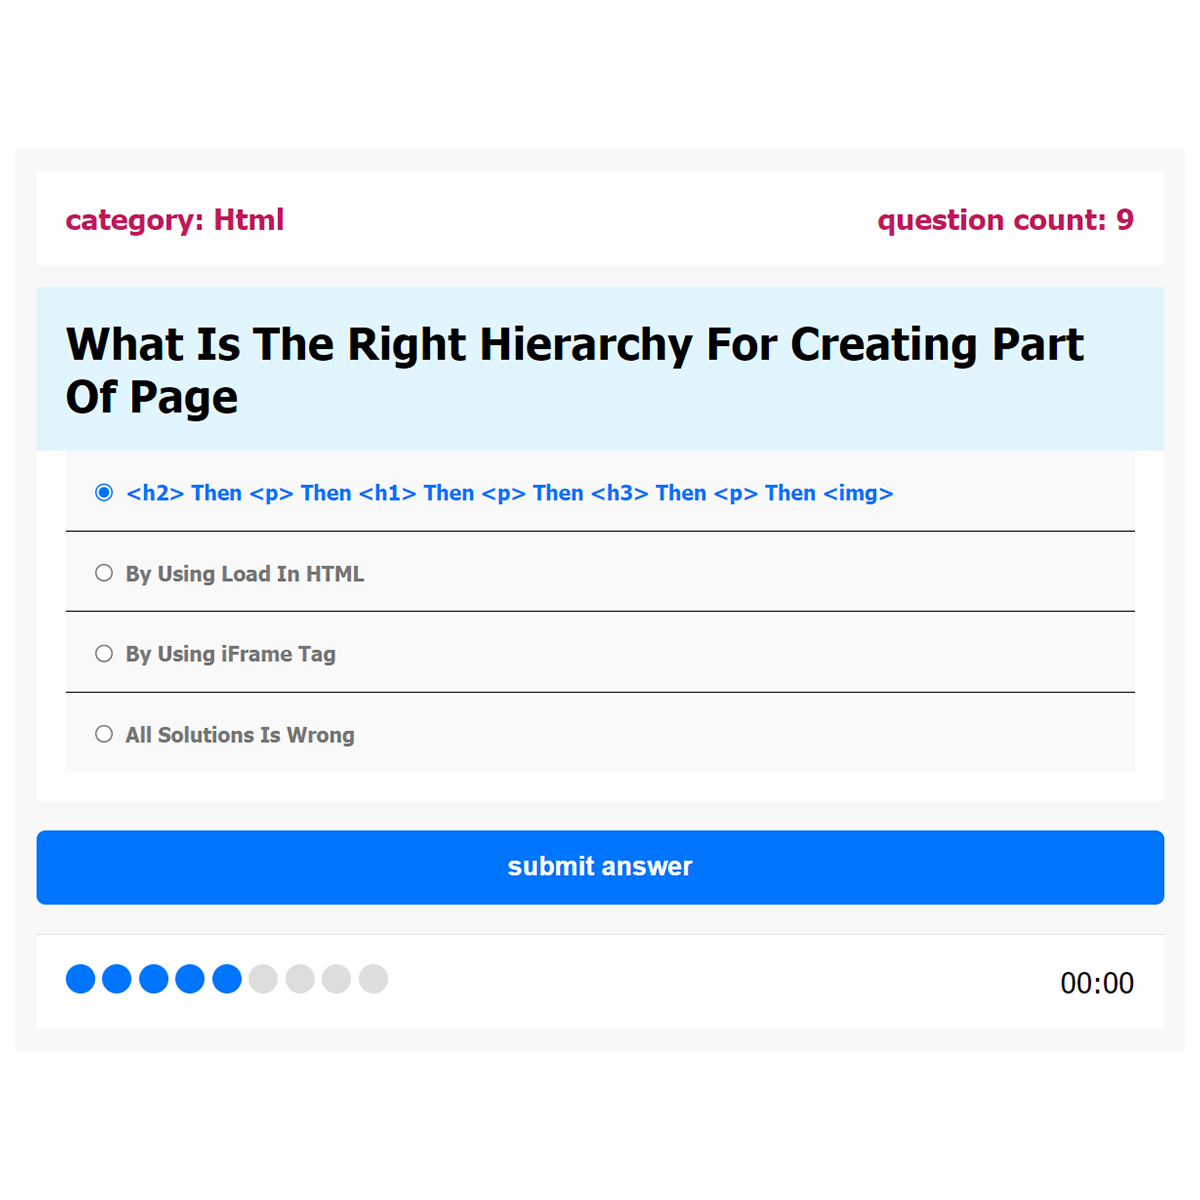 category: Html
question count: 9
What Is The Right Hierarchy For Creating Part
Of Page
<h2> Then <p> Then <h1> Then <p> Then <h3> Then <p> Then <img>
By Using Load In HTML
By Using iFrame Tag
All Solutions Is Wrong
submit answer
00:00